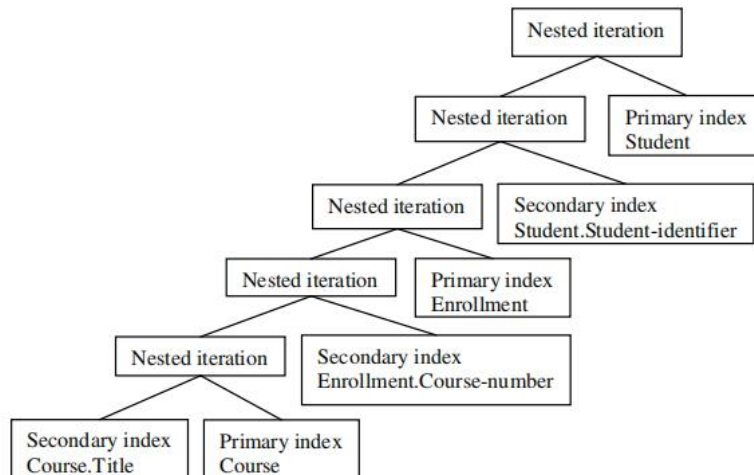 Nested iteration
Nested iteration
Primary index
Student
Nested iteration
Secondary index
Student.Student-identifier
Nested iteration
Primary index
Enrollment
Nested iteration
Secondary index
Enrollment.Course-number
Secondary index
Course.Title
Primary index
Course